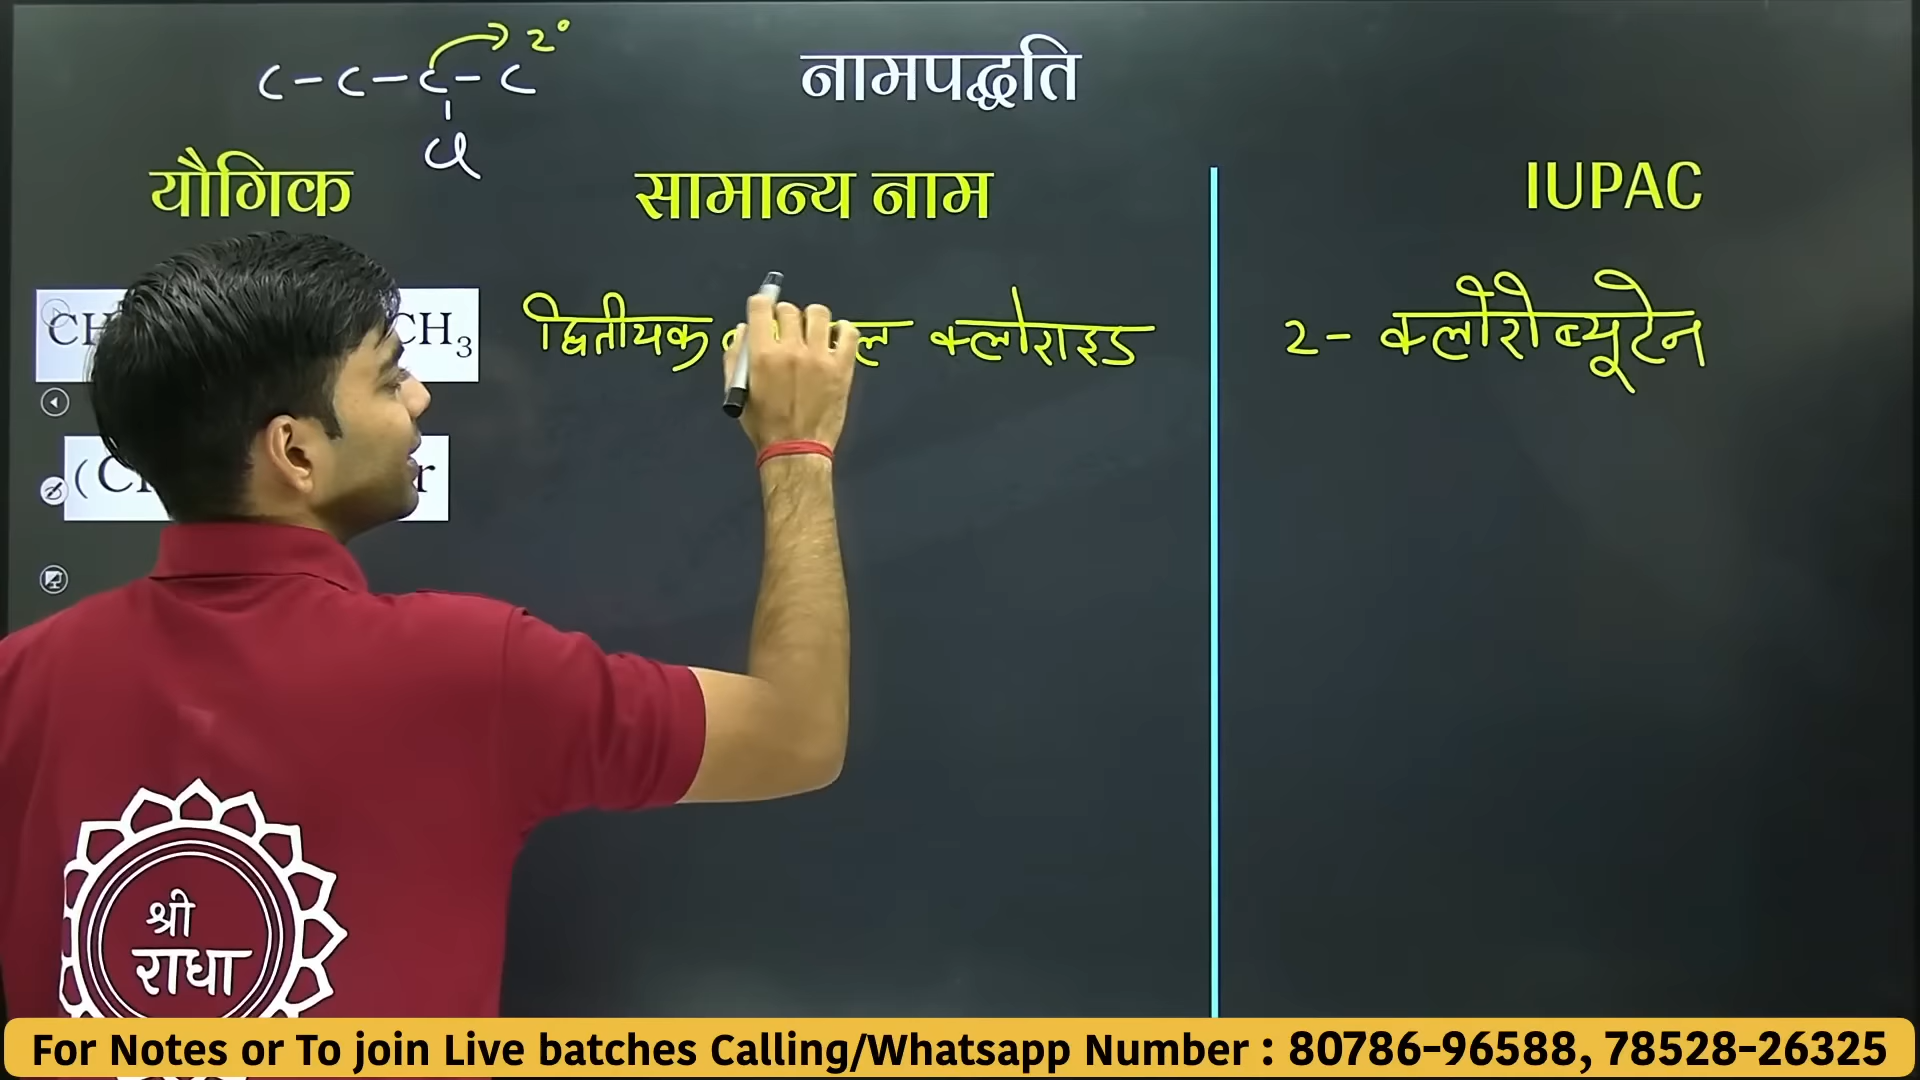 C-C-C-C 2°
Cl
नामपद्धति
यौगिक सामान्य नाम IUPAC
CH CH₃ द्वितीयक क्लोराइड 2- क्लोरोब्यूटेन
(C r
श्री
राधा
For Notes or To join Live batches Calling/Whatsapp Number : 80786-96588, 78528-26325